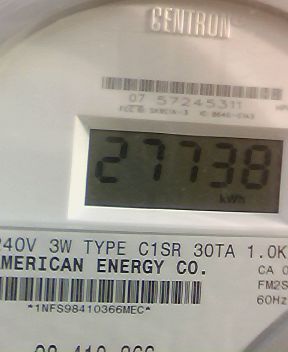 CENTRON
07 57245311
27738
kWh
240V 3W TYPE C1SR 30TA 1.0K
AMERICAN ENERGY CO.
CA 0
FM2S
60Hz
*1NFS98410366MEC*